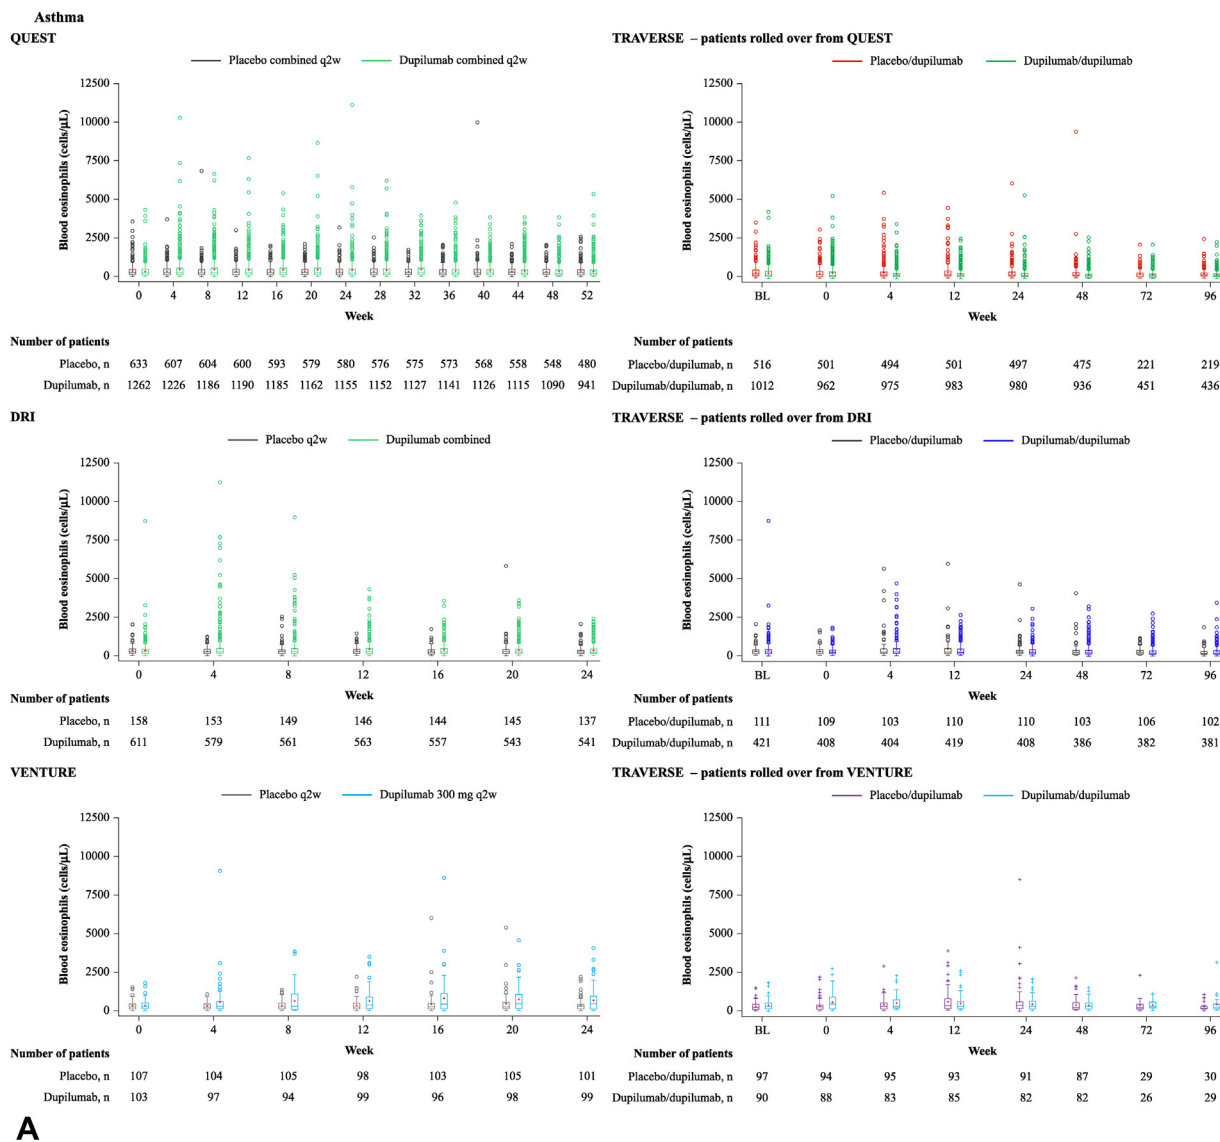 Asthma
QUEST
Placebo combined q2w Dupilumab combined q2w
Blood eosinophils (cells/μL)
12500
10000
7500
5000
2500
0
0 4 8 12 16 20 24 28 32 36 40 44 48 52
Week
Number of patients
Placebo, n 633 607 604 600 593 579 580 576 575 573 568 558 548 480
Dupilumab, n 1262 1226 1186 1190 1185 1162 1155 1152 1127 1141 1126 1115 1090 941
TRAVERSE – patients rolled over from QUEST
Placebo/dupilumab Dupilumab/dupilumab
Blood eosinophils (cells/μL)
12500
10000
7500
5000
2500
0
BL 0 4 12 24 48 72 96
Week
Number of patients
Placebo/dupilumab, n 516 501 494 501 497 475 221 219
Dupilumab/dupilumab, n 1012 962 975 983 980 936 451 436
DRI
Placebo q2w Dupilumab combined
Blood eosinophils (cells/μL)
12500
10000
7500
5000
2500
0
0 4 8 12 16 20 24
Week
Number of patients
Placebo, n 158 153 149 146 144 145 137
Dupilumab, n 611 579 561 563 557 543 541
TRAVERSE – patients rolled over from DRI
Placebo/dupilumab Dupilumab/dupilumab
Blood eosinophils (cells/μL)
12500
10000
7500
5000
2500
0
BL 0 4 12 24 48 72 96
Week
Number of patients
Placebo/dupilumab, n 111 109 103 110 110 103 106 102
Dupilumab/dupilumab, n 421 408 404 419 408 386 382 381
VENTURE
Placebo q2w Dupilumab 300 mg q2w
Blood eosinophils (cells/μL)
12500
10000
7500
5000
2500
0
0 4 8 12 16 20 24
Week
Number of patients
Placebo, n 107 104 105 98 103 105 101
Dupilumab, n 103 97 94 99 96 98 99
TRAVERSE – patients rolled over from VENTURE
Placebo/dupilumab Dupilumab/dupilumab
Blood eosinophils (cells/μL)
12500
10000
7500
5000
2500
0
BL 0 4 12 24 48 72 96
Week
Number of patients
Placebo/dupilumab, n 97 94 95 93 91 87 29 30
Dupilumab/dupilumab, n 90 88 83 85 82 82 26 29
A